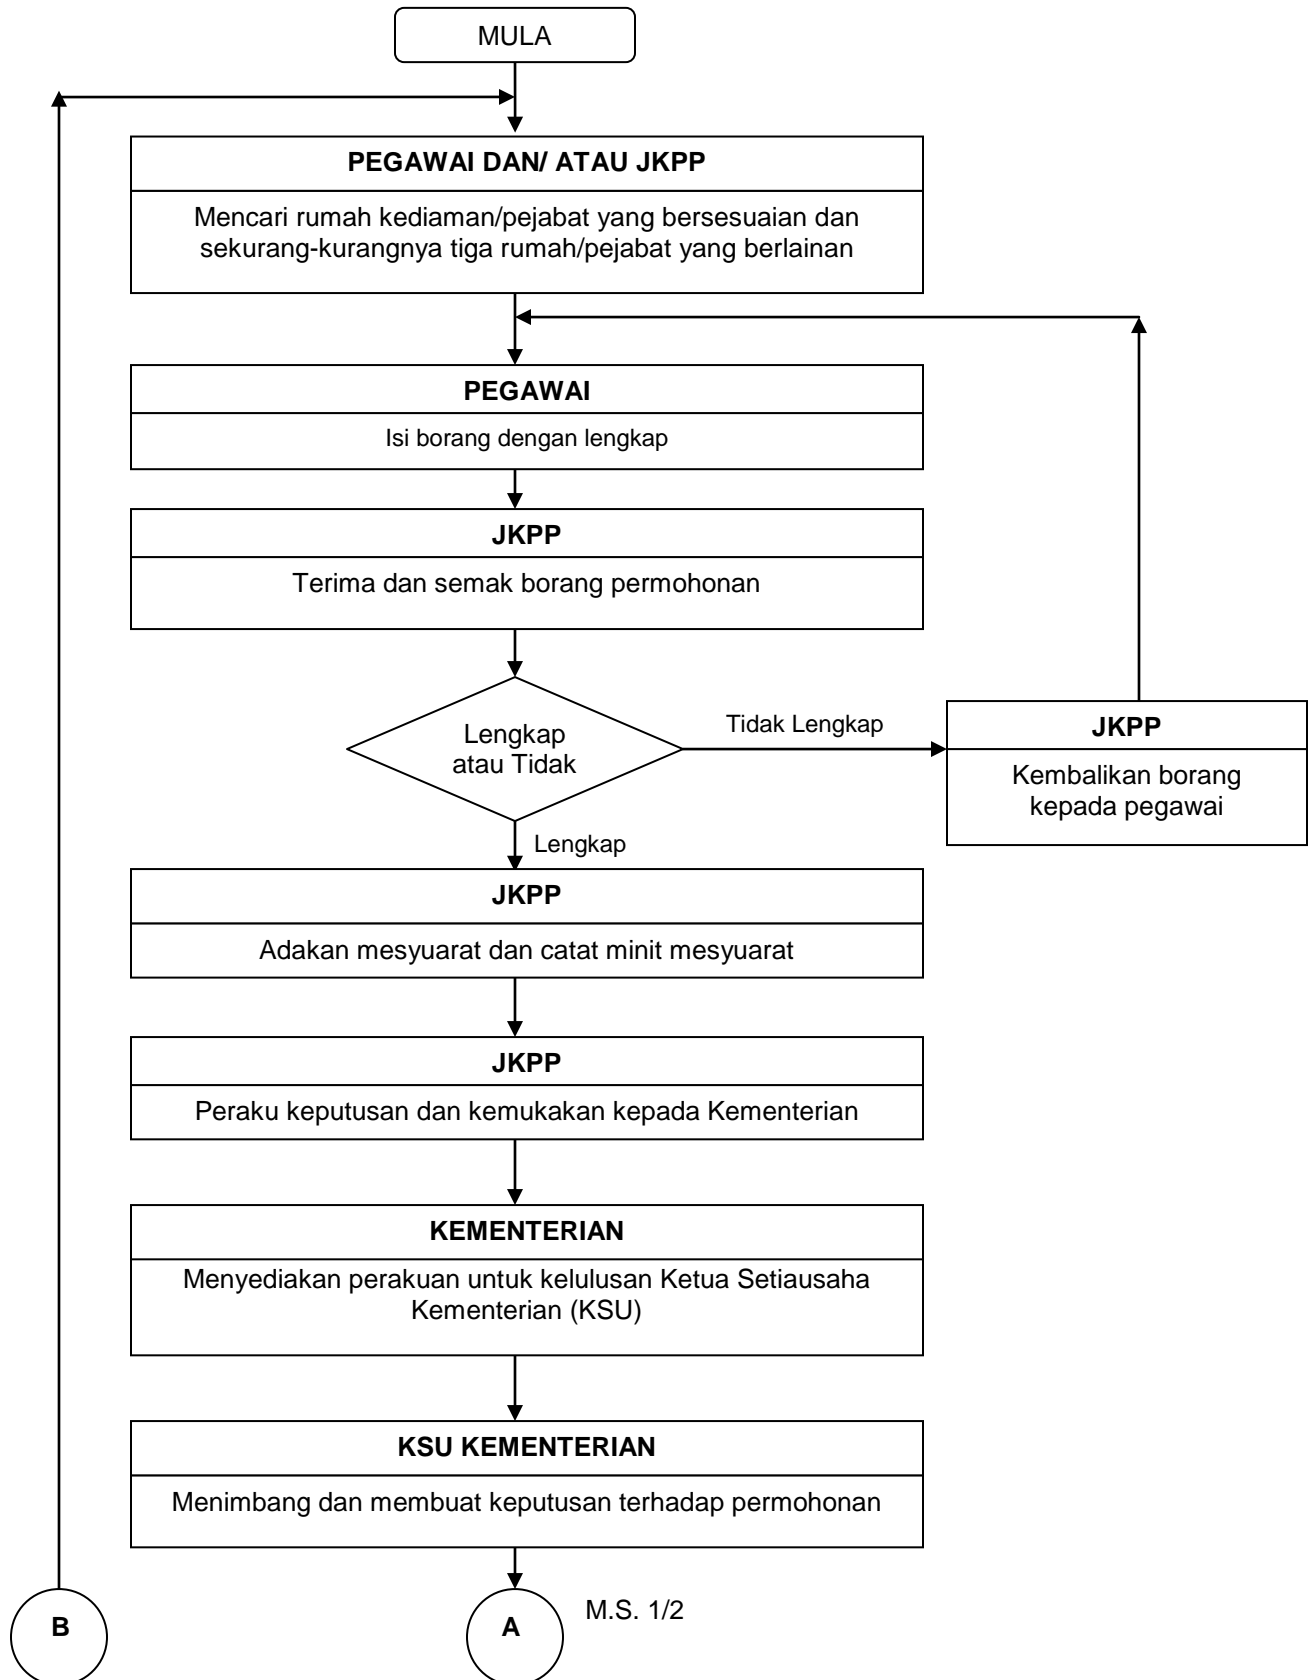 MULA
PEGAWAI DAN/ ATAU JKPP
Mencari rumah kediaman/pejabat yang bersesuaian dan
sekurang-kurangnya tiga rumah/pejabat yang berlainan
PEGAWAI
Isi borang dengan lengkap
JKPP
Terima dan semak borang permohonan
Lengkap
atau Tidak
Tidak Lengkap
JKPP
Kembalikan borang
kepada pegawai
Lengkap
JKPP
Adakan mesyuarat dan catat minit mesyuarat
JKPP
Peraku keputusan dan kemukakan kepada Kementerian
KEMENTERIAN
Menyediakan perakuan untuk kelulusan Ketua Setiausaha
Kementerian (KSU)
KSU KEMENTERIAN
Menimbang dan membuat keputusan terhadap permohonan
B
A
M.S. 1/2